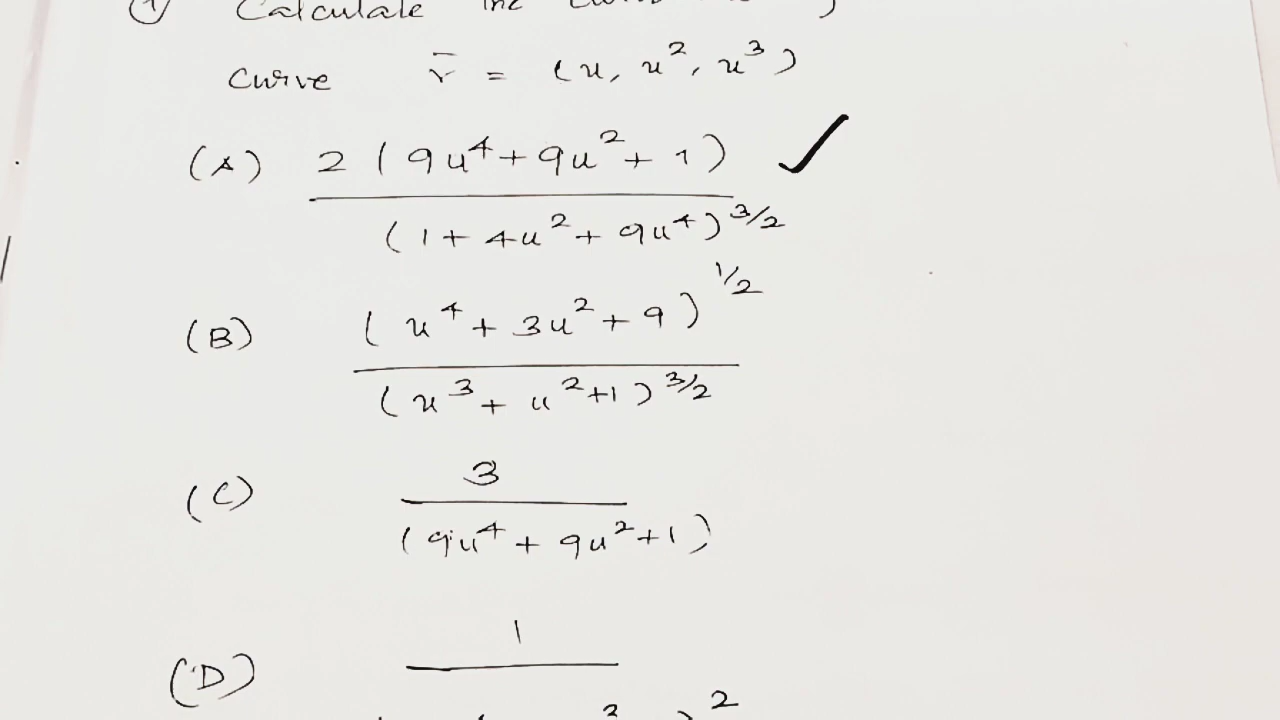 Calculate the
curve r̄ = (u, u², u³)
(A) 2(9u⁴+9u²+1) / (1+4u²+9u⁴)^3/2 ✓
(B) (u⁴+3u²+9)^1/2 / (u³+u²+1)^3/2
(C) 3 / (9u⁴+9u²+1)
(D) 1